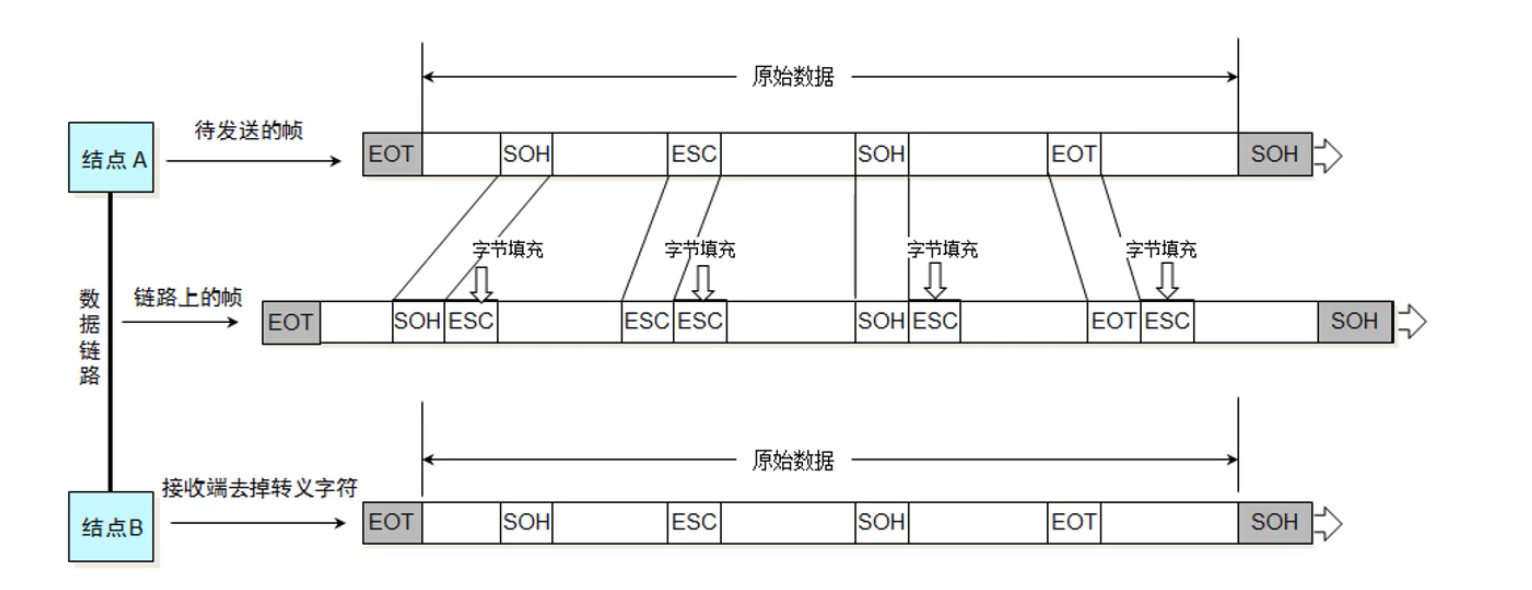 原始数据
待发送的帧
结点 A
EOT SOH ESC SOH EOT SOH
字节填充 字节填充 字节填充 字节填充
数据链路
链路上的帧
EOT SOH ESC ESC ESC SOH ESC EOT ESC SOH
原始数据
接收端去掉转义字符
结点B
EOT SOH ESC SOH EOT SOH